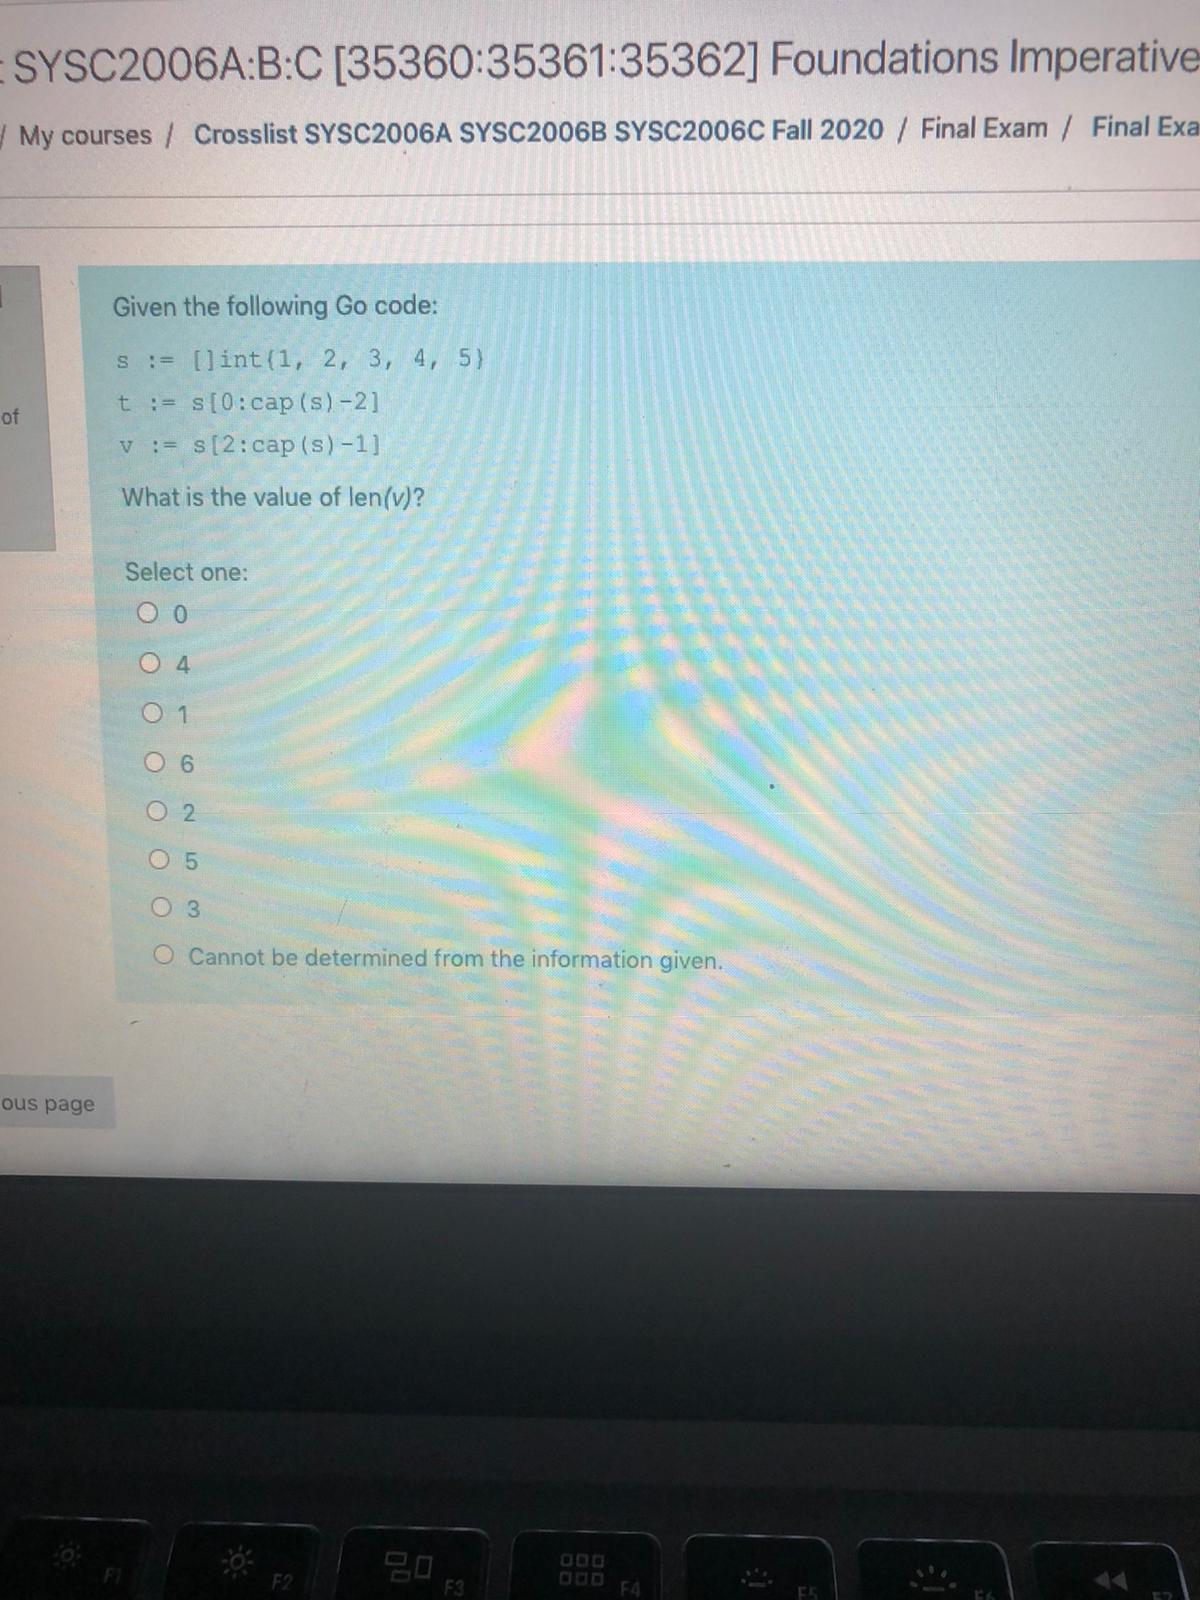 : SYSC2006A:B:C [35360:35361:35362] Foundations Imperative
/ My courses / Crosslist SYSC2006A SYSC2006B SYSC2006C Fall 2020 / Final Exam / Final Exa
of
Given the following Go code:
s := []int{1, 2, 3, 4, 5}
t := s[0:cap(s)-2]
v := s[2:cap(s)-1]
What is the value of len(v)?
Select one:
0
4
1
6
2
5
3
Cannot be determined from the information given.
ous page
F1 F2 F3 F4 F5 F6 F7